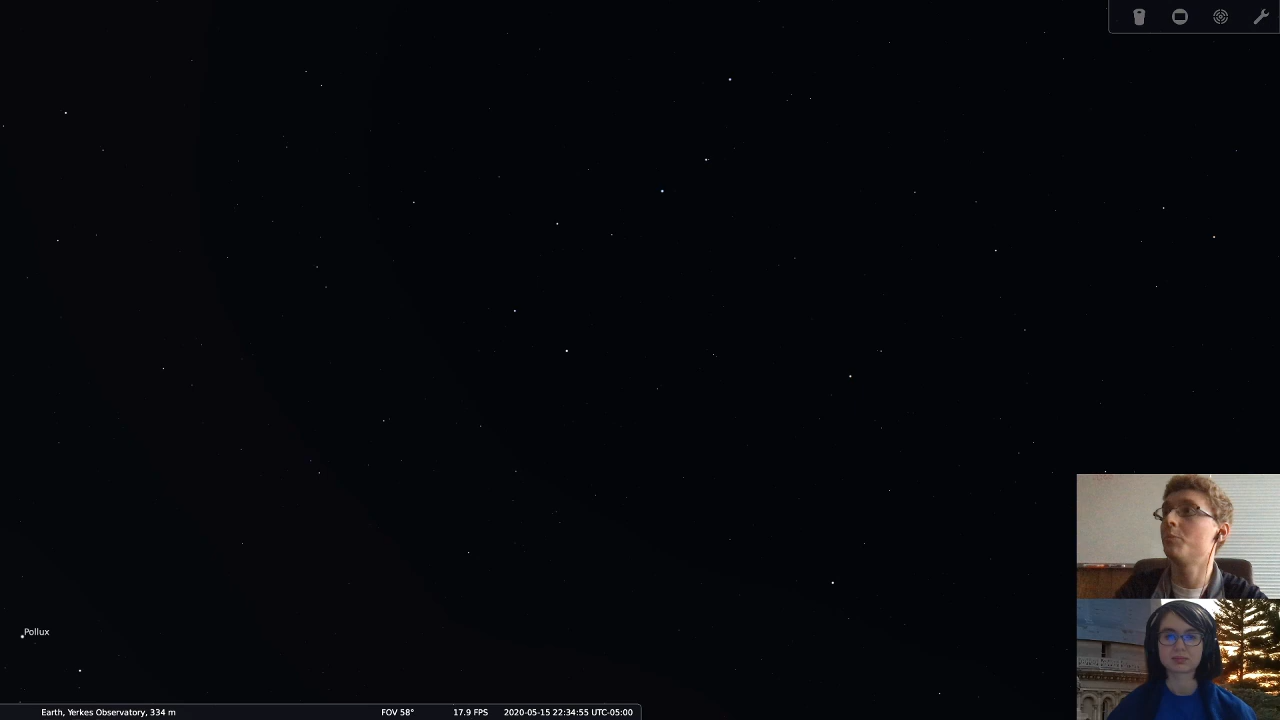 Pollux
Earth, Yerkes Observatory, 334 m FOV 58° 17.9 FPS 2020-05-15 22:34:55 UTC-05:00